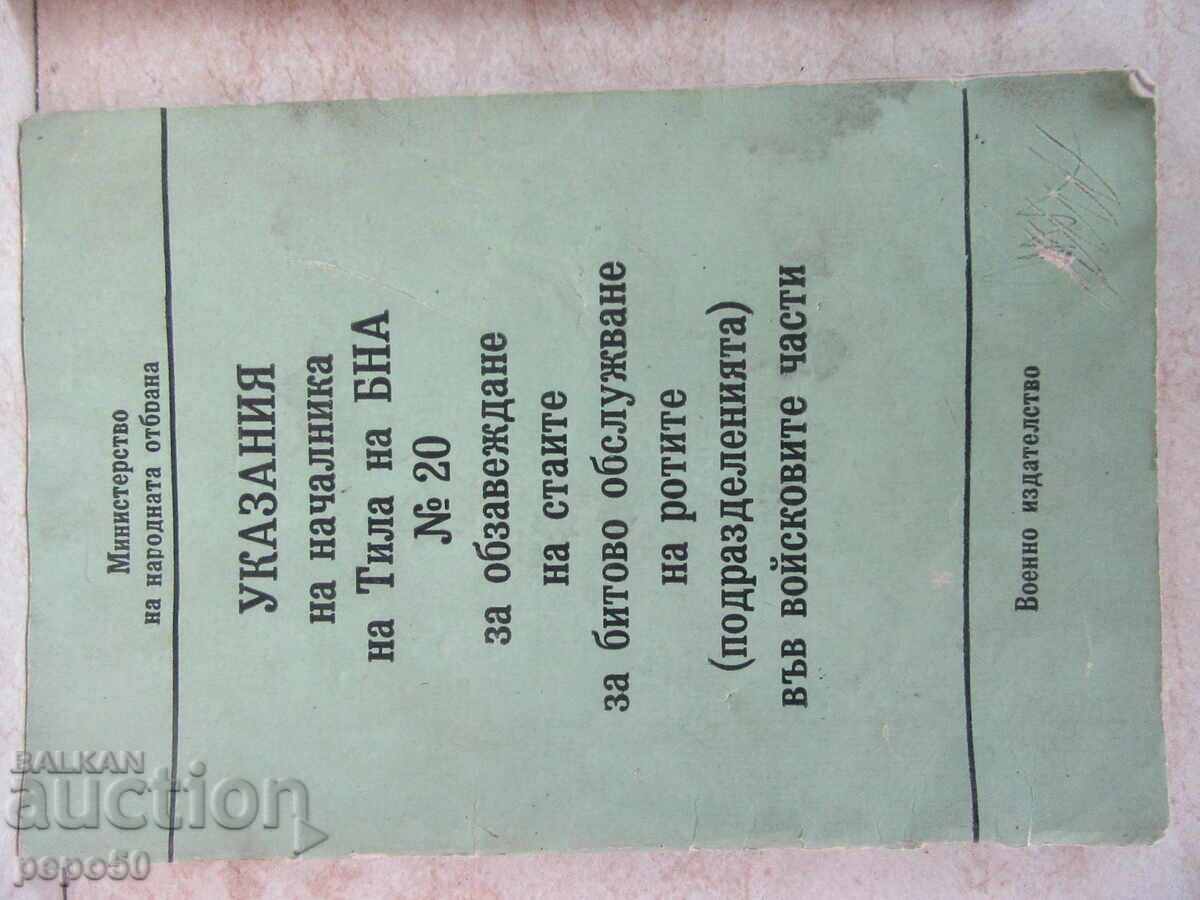 Министерство
на народната отбрана
УКАЗАНИЯ
на началника
на Тила на БНА
№ 20
за обзавеждане
на стаите
за битово обслужване
на ротите
(подразделенията)
във войсковите части
Военно издателство
BALKAN
auction
pepo50